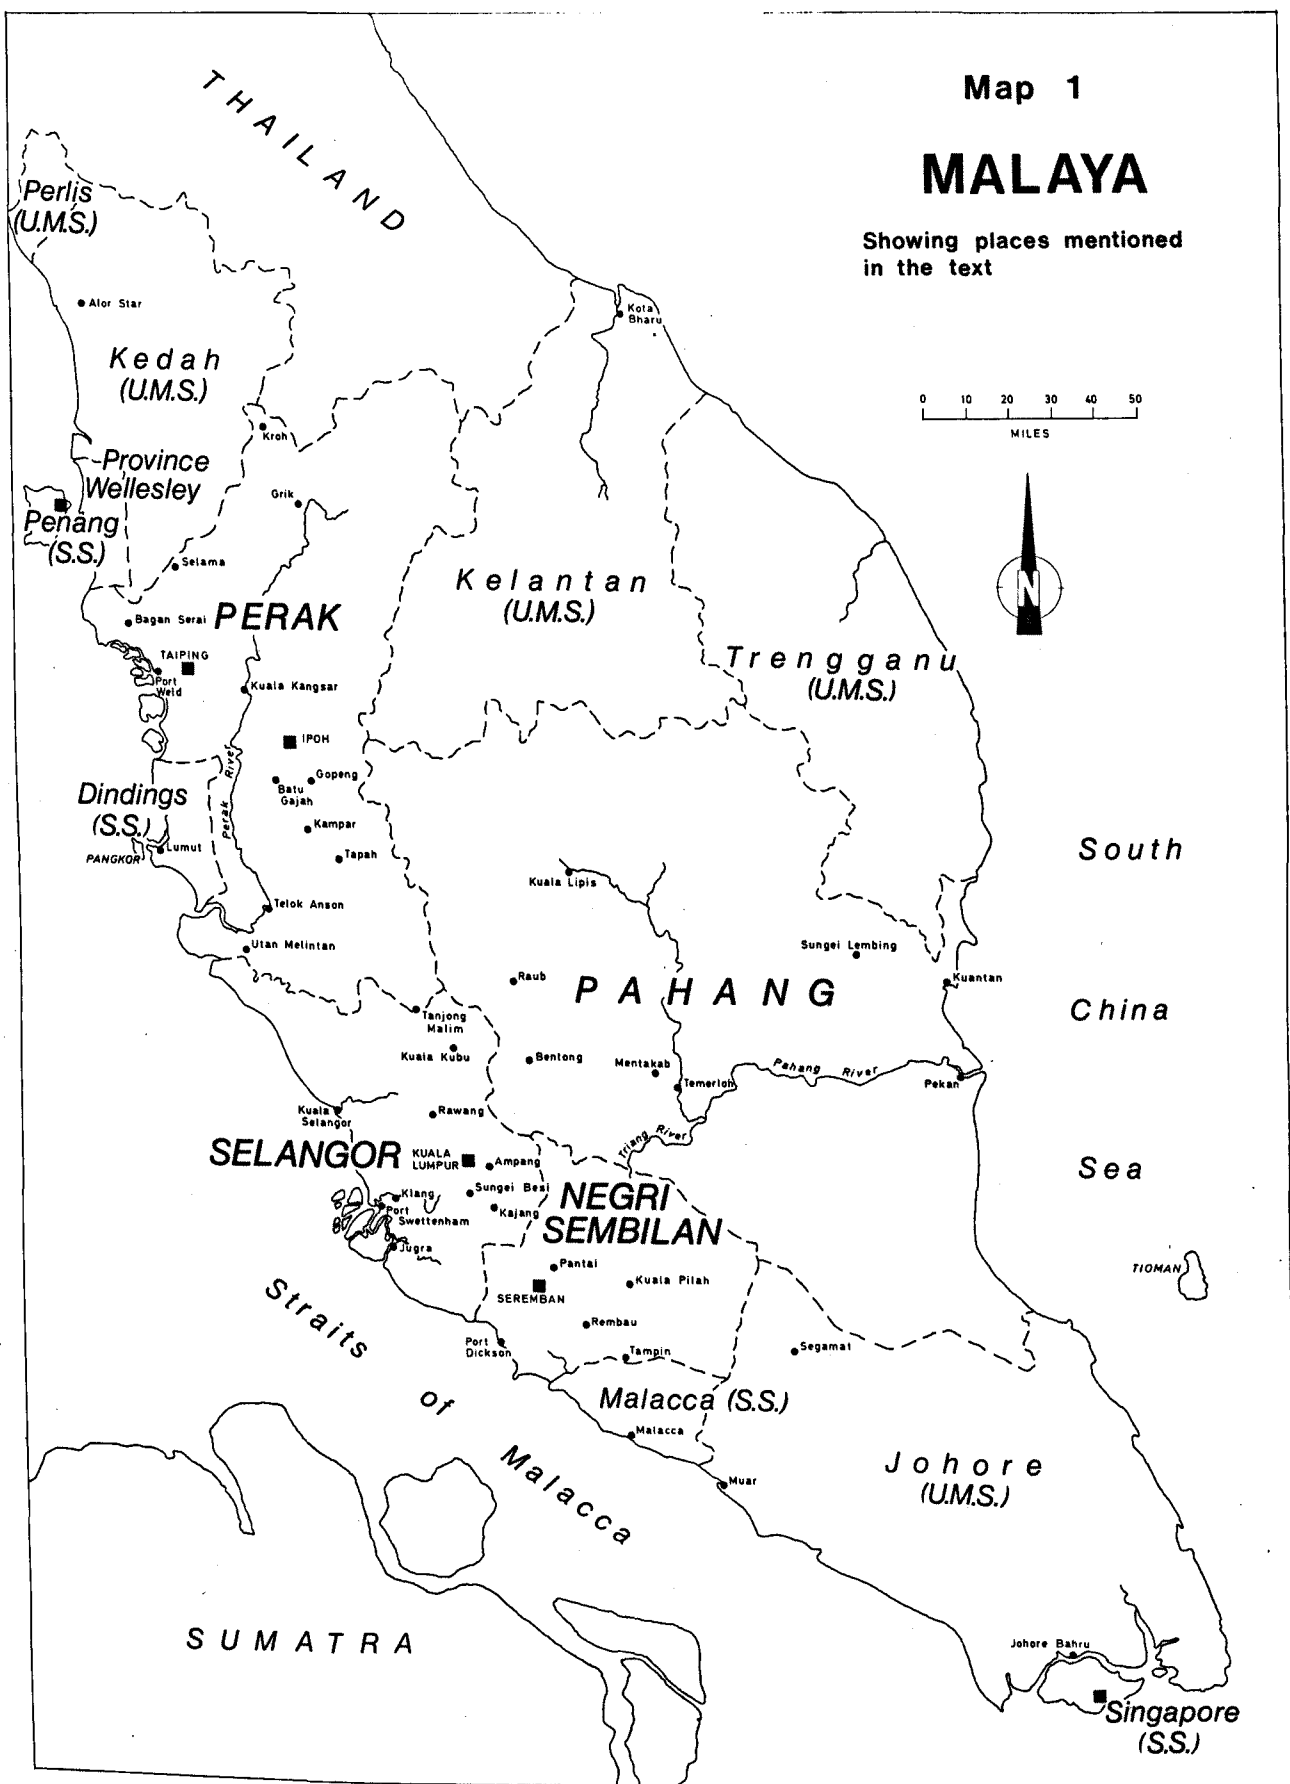 Map 1
MALAYA
Showing places mentioned
in the text
THAILAND
Perlis
(U.M.S.)
Alor Star
Kedah
(U.M.S.)
Kota
Bharu
0 10 20 30 40 50
MILES
Kroh
Province
Wellesley
Grik
Penang
(S.S.)
N
Selama
Kelantan
(U.M.S.)
Bagan Serai
PERAK
TAIPING
Port
Weld
Kuala Kangsar
Trengganu
(U.M.S.)
IPOH
Gopeng
Batu
Gajah
Perak River
Dindings
(S.S.)
Kampar
PANGKOR
Lumut
Tapah
South
Kuala Lipis
Telok Anson
Utan Melintan
Sungei Lembing
Raub
PAHANG
Kuantan
China
Tanjong
Malim
Kuala Kubu
Bentong
Mentakab
Temerloh
Pahang River
Pekan
Kuala
Selangor
Rawang
Triang River
SELANGOR
KUALA
LUMPUR
Ampang
Sea
Klang
Sungei Besi
Port
Swettenham
Kajang
NEGRI
SEMBILAN
Jugra
Pantai
TIOMAN
Kuala Pilah
SEREMBAN
Straits
of
Malacca
Rembau
Port
Dickson
Tampin
Segamat
Malacca (S.S.)
Malacca
Muar
Johore
(U.M.S.)
SUMATRA
Johore Bahru
Singapore
(S.S.)